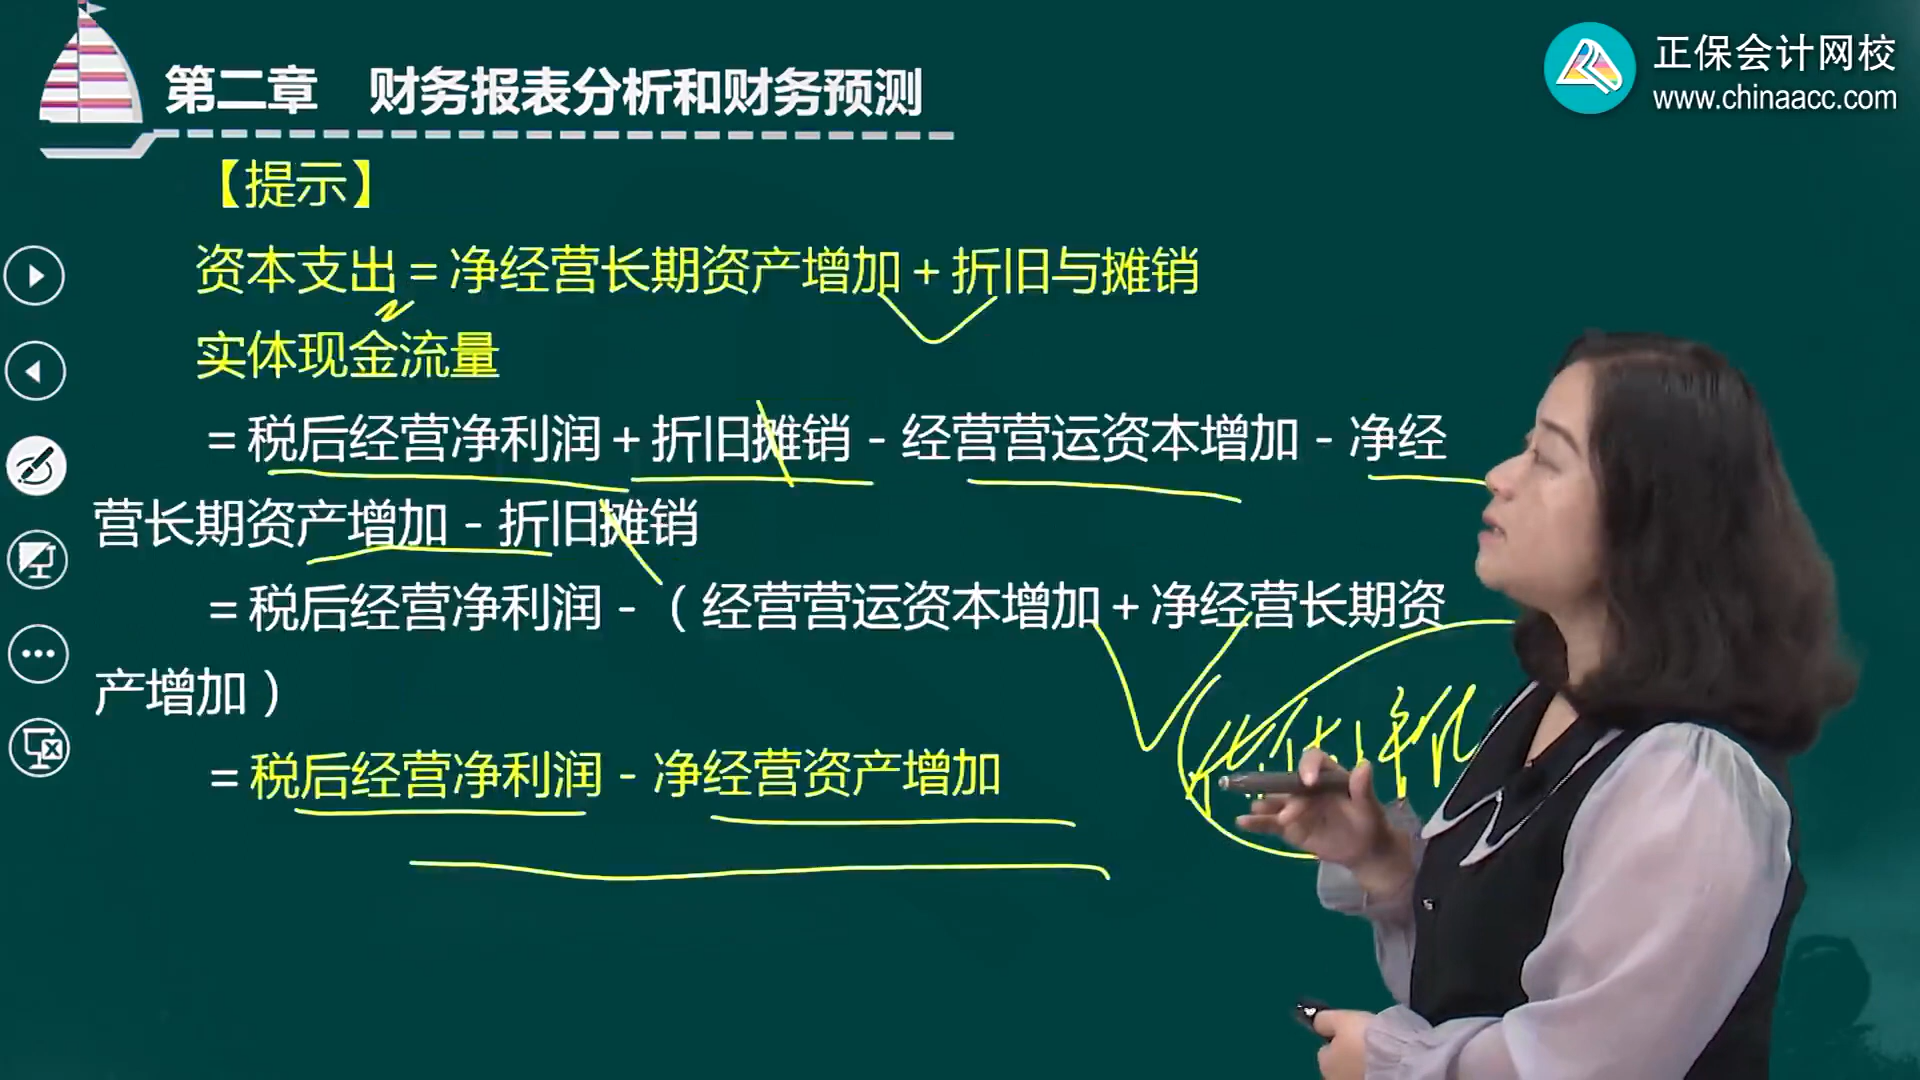 第二章 财务报表分析和财务预测
正保会计网校
www.chinaacc.com
【提示】
资本支出=净经营长期资产增加+折旧与摊销
实体现金流量
=税后经营净利润+折旧摊销-经营营运资本增加-净经
营长期资产增加-折旧摊销
=税后经营净利润-（经营营运资本增加+净经营长期资
产增加）
=税后经营净利润-净经营资产增加